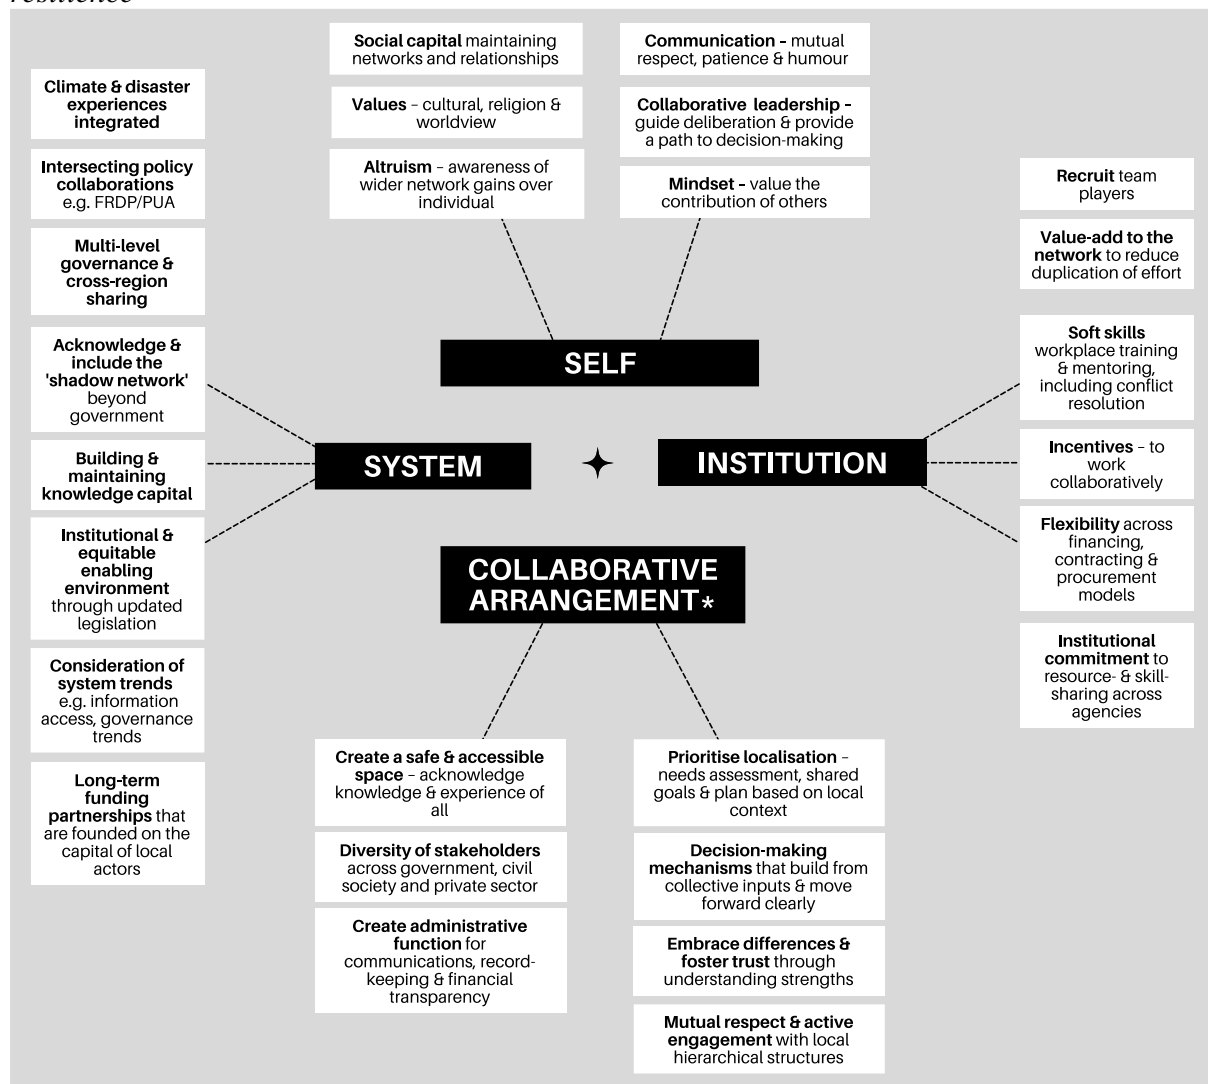 resilience
Social capital maintaining
networks and relationships
Values – cultural, religion &
worldview
Altruism – awareness of
wider network gains over
individual
Communication – mutual
respect, patience & humour
Collaborative leadership –
guide deliberation & provide
a path to decision-making
Mindset – value the
contribution of others
SELF
Climate & disaster
experiences
integrated
Intersecting policy
collaborations
e.g. FRDP/PUA
Multi-level
governance &
cross-region
sharing
Acknowledge &
include the
'shadow network'
beyond
government
Building &
maintaining
knowledge capital
Institutional &
equitable
enabling
environment
through updated
legislation
Consideration of
system trends
e.g. information
access, governance
trends
Long-term
funding
partnerships that
are founded on the
capital of local
actors
SYSTEM
INSTITUTION
Recruit team
players
Value-add to the
network to reduce
duplication of effort
Soft skills
workplace training
& mentoring,
including conflict
resolution
Incentives – to
work
collaboratively
Flexibility across
financing,
contracting &
procurement
models
Institutional
commitment to
resource- & skill-
sharing across
agencies
COLLABORATIVE
ARRANGEMENT*
Create a safe & accessible
space – acknowledge
knowledge & experience of
all
Diversity of stakeholders
across government, civil
society and private sector
Create administrative
function for
communications, record-
keeping & financial
transparency
Prioritise localisation –
needs assessment, shared
goals & plan based on local
context
Decision-making
mechanisms that build from
collective inputs & move
forward clearly
Embrace differences &
foster trust through
understanding strengths
Mutual respect & active
engagement with local
hierarchical structures